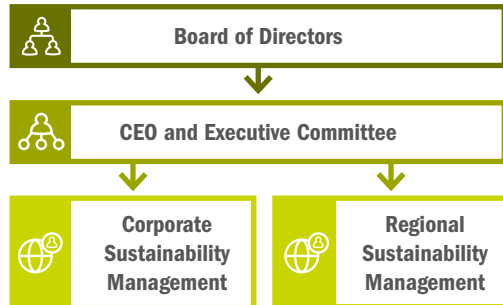 Board of Directors
CEO and Executive Committee
Corporate
Sustainability
Management
Regional
Sustainability
Management